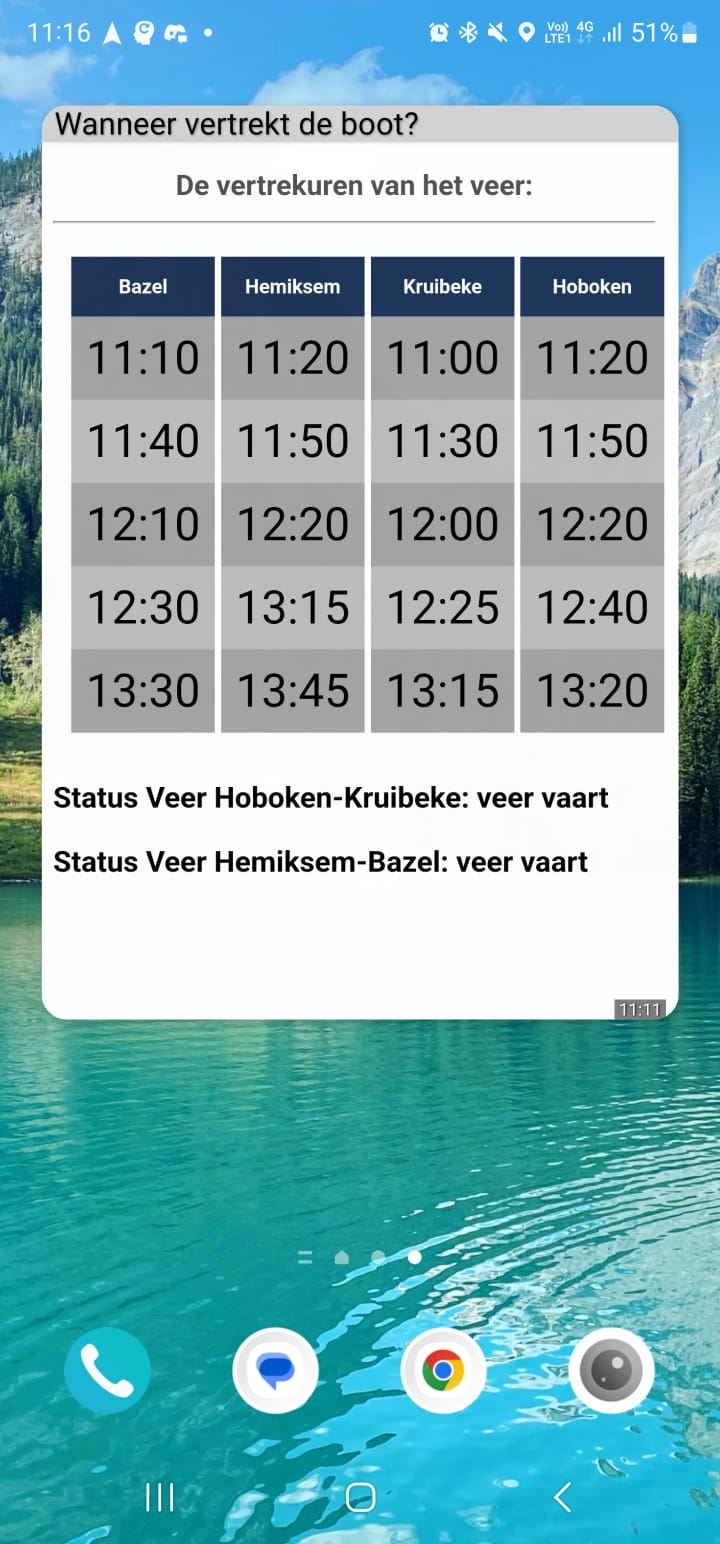 11:16 Vo) 4G LTE1 51%
Wanneer vertrekt de boot?
De vertrekuren van het veer:
Bazel Hemiksem Kruibeke Hoboken
11:10 11:20 11:00 11:20
11:40 11:50 11:30 11:50
12:10 12:20 12:00 12:20
12:30 13:15 12:25 12:40
13:30 13:45 13:15 13:20
Status Veer Hoboken-Kruibeke: veer vaart
Status Veer Hemiksem-Bazel: veer vaart
11:11